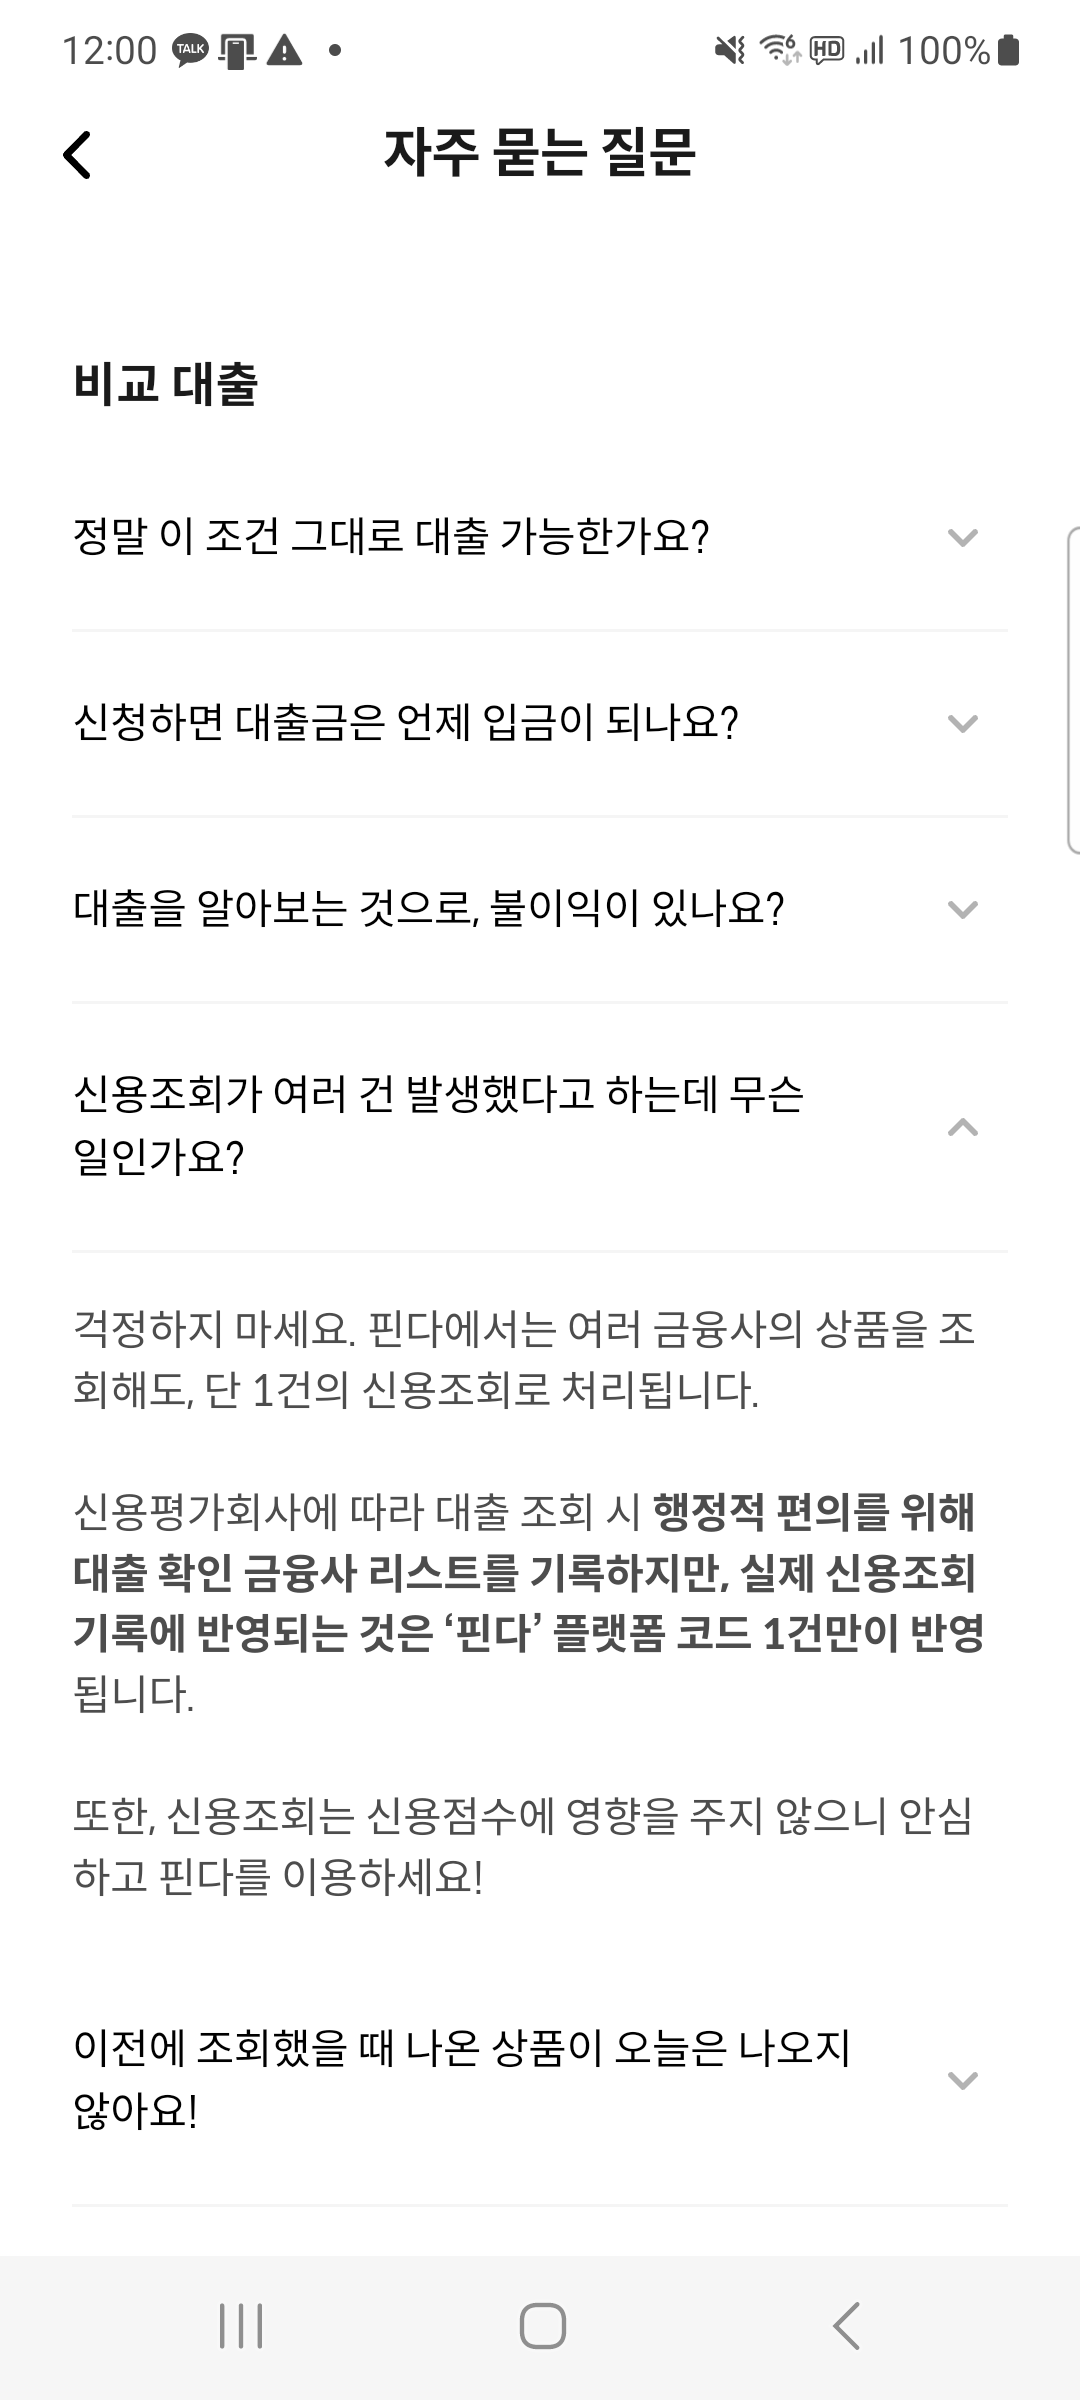 12:00 TALK HD 100%
자주 묻는 질문
비교 대출
정말 이 조건 그대로 대출 가능한가요?
신청하면 대출금은 언제 입금이 되나요?
대출을 알아보는 것으로, 불이익이 있나요?
신용조회가 여러 건 발생했다고 하는데 무슨
일인가요?
걱정하지 마세요. 핀다에서는 여러 금융사의 상품을 조
회해도, 단 1건의 신용조회로 처리됩니다.
신용평가회사에 따라 대출 조회 시 행정적 편의를 위해
대출 확인 금융사 리스트를 기록하지만, 실제 신용조회
기록에 반영되는 것은 ‘핀다’ 플랫폼 코드 1건만이 반영
됩니다.
또한, 신용조회는 신용점수에 영향을 주지 않으니 안심
하고 핀다를 이용하세요!
이전에 조회했을 때 나온 상품이 오늘은 나오지
않아요!